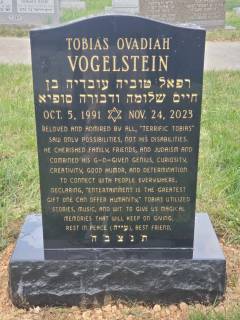 TOBIAS OVADIAH
VOGELSTEIN
רפאל טוביה עובדיה בן
חיים שלומה ודבורה סופיא
OCT. 5, 1991 ✡ NOV. 24, 2023
BELOVED AND ADMIRED BY ALL, "TERRIFIC TOBIAS"
SAW ONLY POSSIBILITIES, NOT HIS DISABILITIES.
HE CHERISHED FAMILY, FRIENDS, AND JUDAISM AND
COMBINED HIS G-D-GIVEN GENIUS, CURIOSITY,
CREATIVITY, GOOD HUMOR, AND DETERMINATION
TO CONNECT WITH PEOPLE EVERYWHERE.
DECLARING, "ENTERTAINMENT IS THE GREATEST
GIFT ONE CAN OFFER HUMANITY," TOBIAS UTILIZED
STORIES, MUSIC, AND WIT TO GIVE US MAGICAL
MEMORIES THAT WILL KEEP ON GIVING.
REST IN PEACE BEST FRIEND.
ת נ צ ב ה